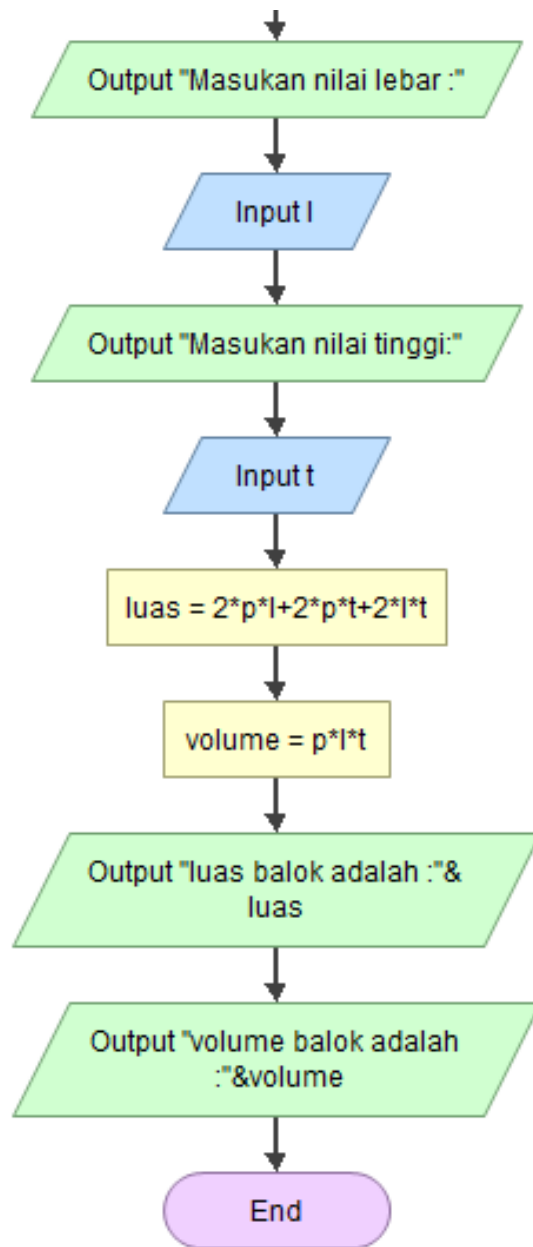 Output "Masukan nilai lebar :"
Input l
Output "Masukan nilai tinggi:"
Input t
luas = 2*p*l+2*p*t+2*l*t
volume = p*l*t
Output "luas balok adalah :"&
luas
Output "volume balok adalah
:"&volume
End